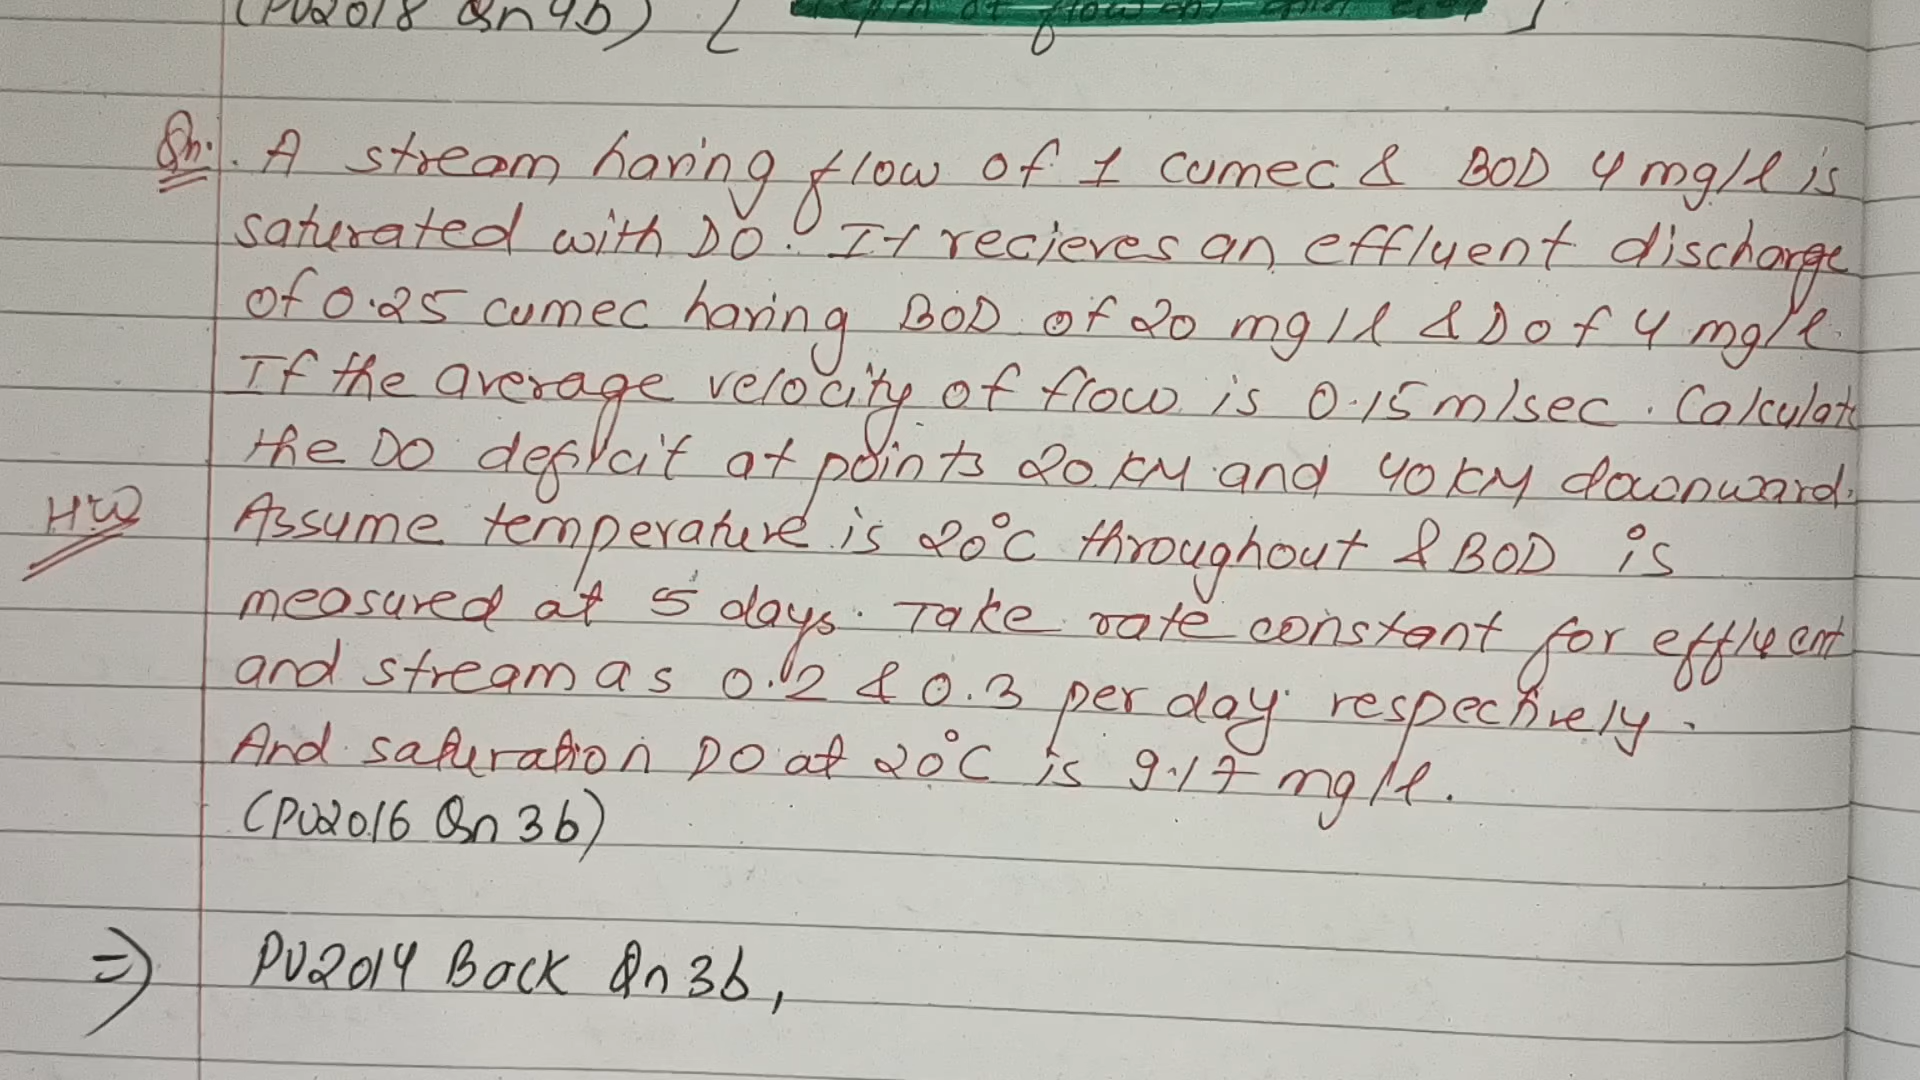 (PU2018 Qn 4b) [
Qn. A stream having flow of 1 cumec & BOD 4 mg/l is
saturated with DO. It recieves an effluent discharge
of 0.25 cumec having BOD of 20 mg/l & DO of 4 mg/l.
If the average velocity of flow is 0.15 m/sec. Calculate
the DO deficit at points 20 KM and 40 KM downward.
HW Assume temperature is 20°C throughout & BOD is
measured at 5 days. Take rate constant for effluent
and stream as 0.2 & 0.3 per day respectively.
And saturation DO at 20°C is 9.17 mg/l.
(PU2016 Qn 3b)
⇒ PU2014 Back Qn 3b,